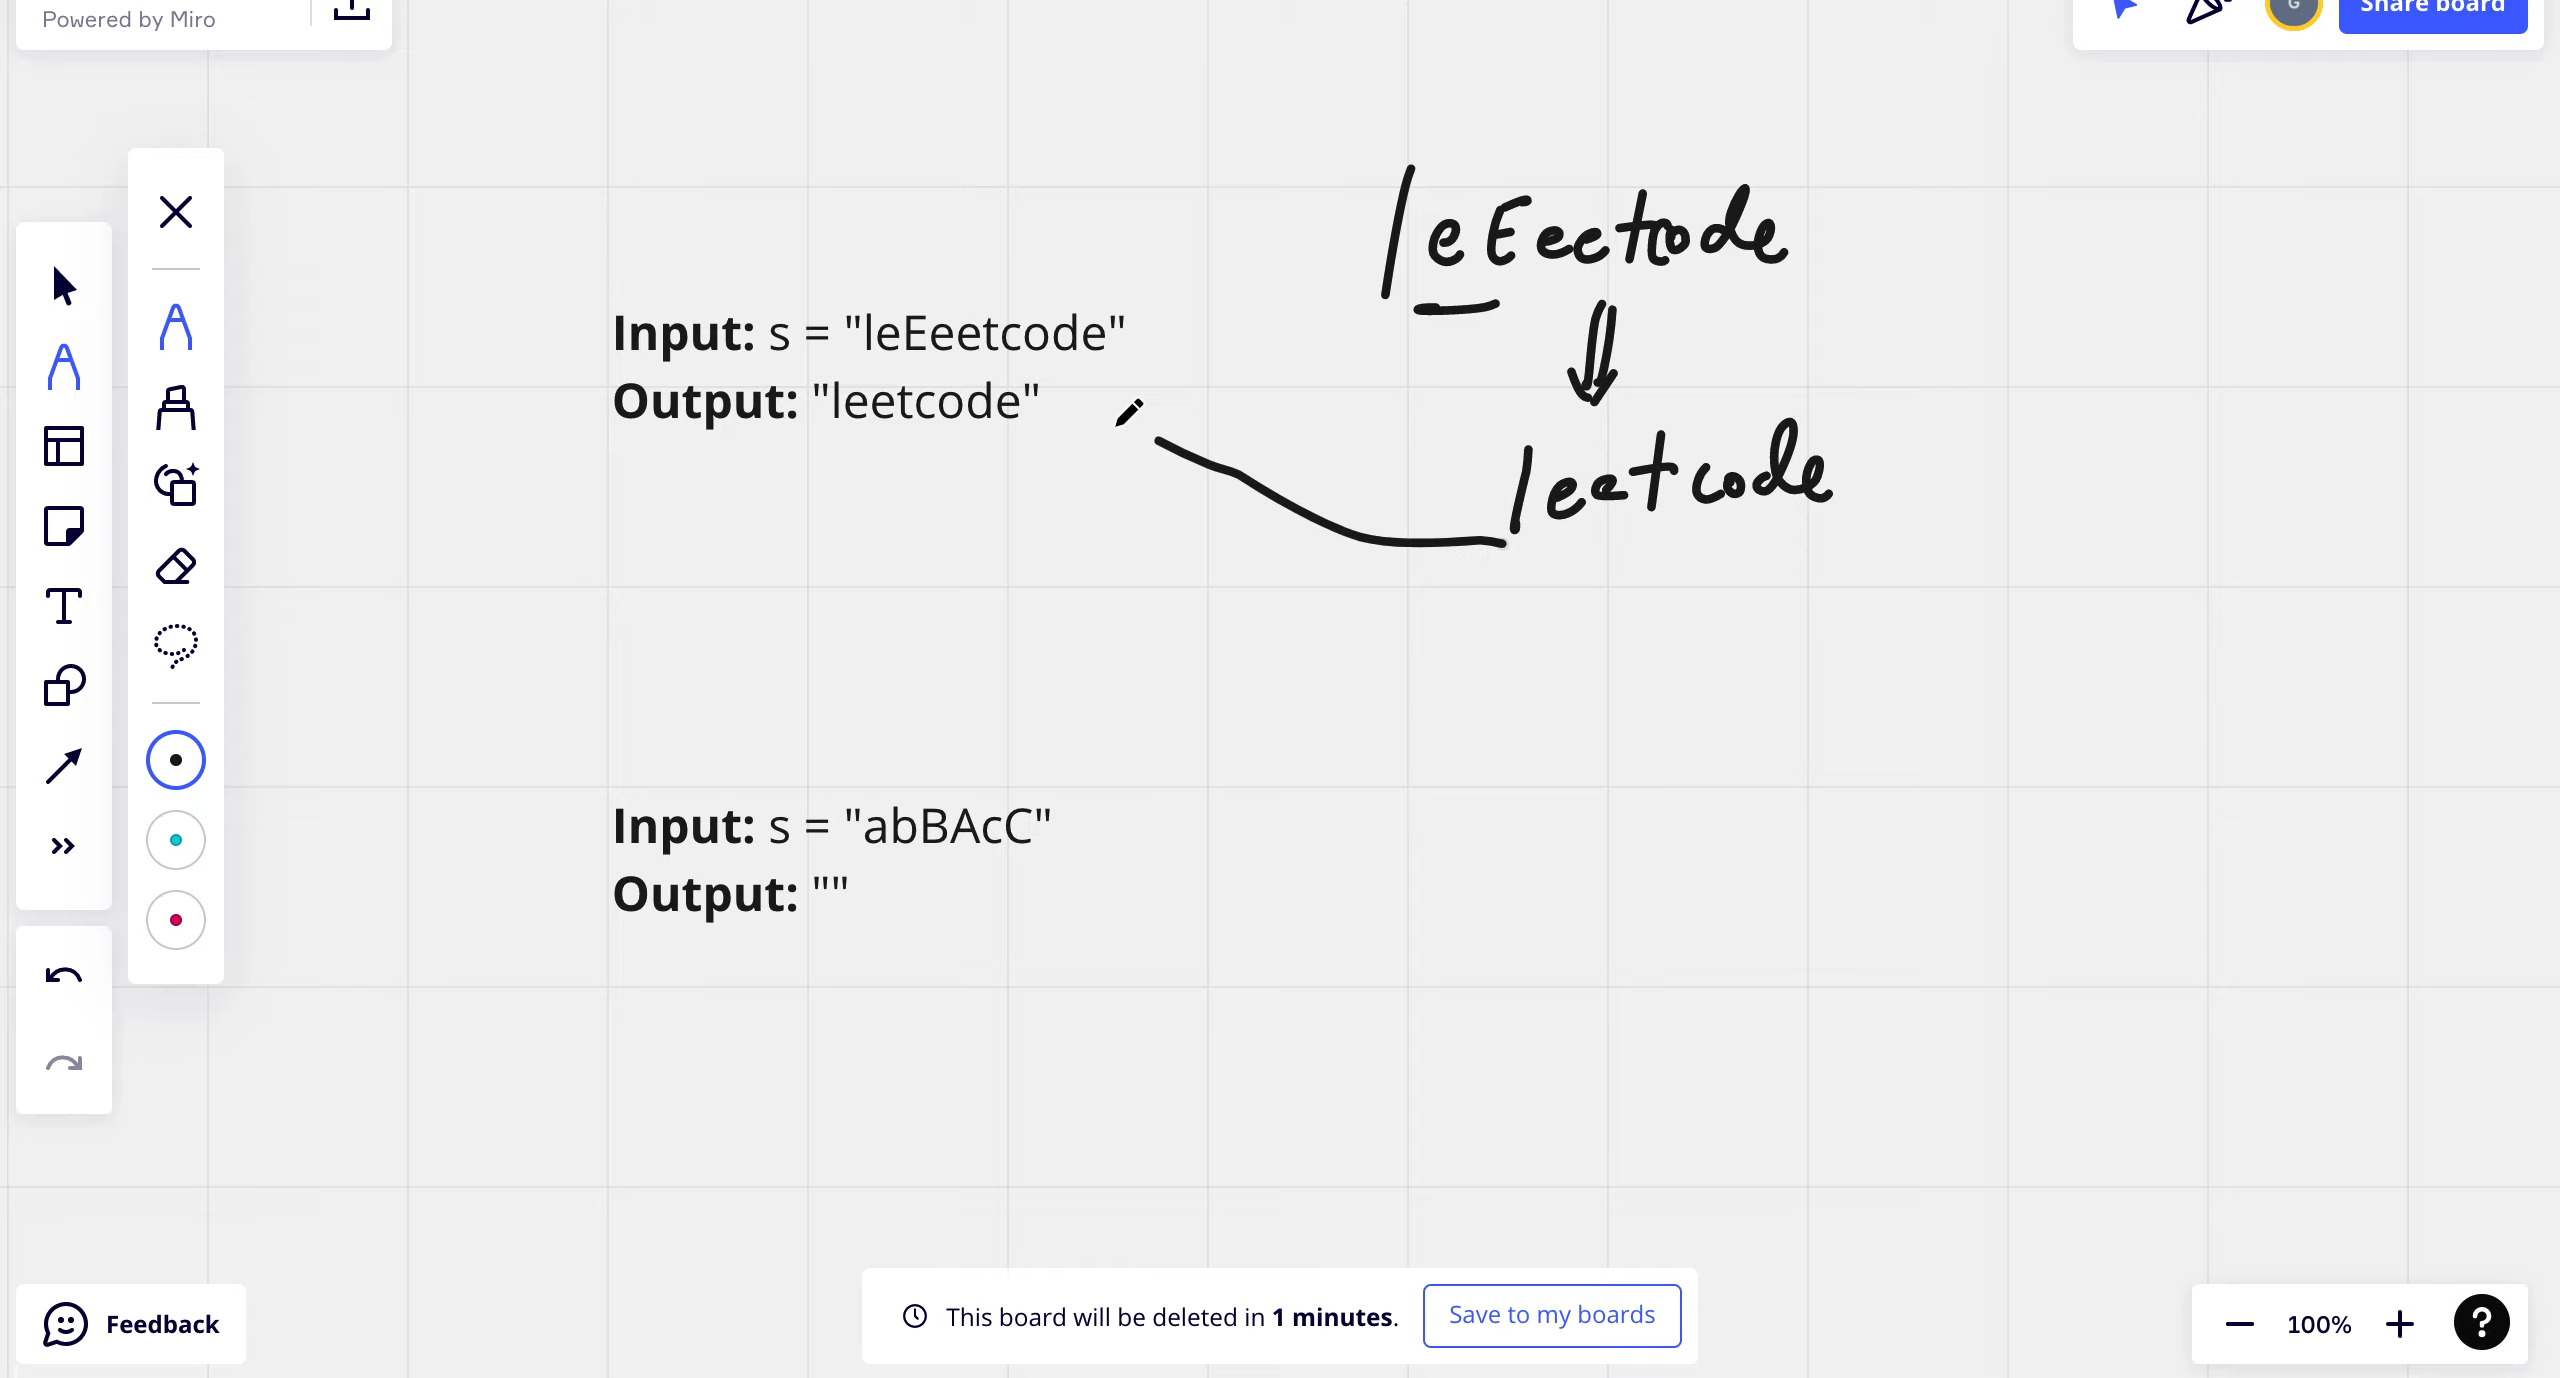 Powered by Miro
G
Share board
leEeetcode
Input: s = "leEeetcode"
Output: "leetcode"
leetcode
Input: s = "abBAcC"
Output: ""
Feedback
This board will be deleted in 1 minutes.
Save to my boards
100%
?